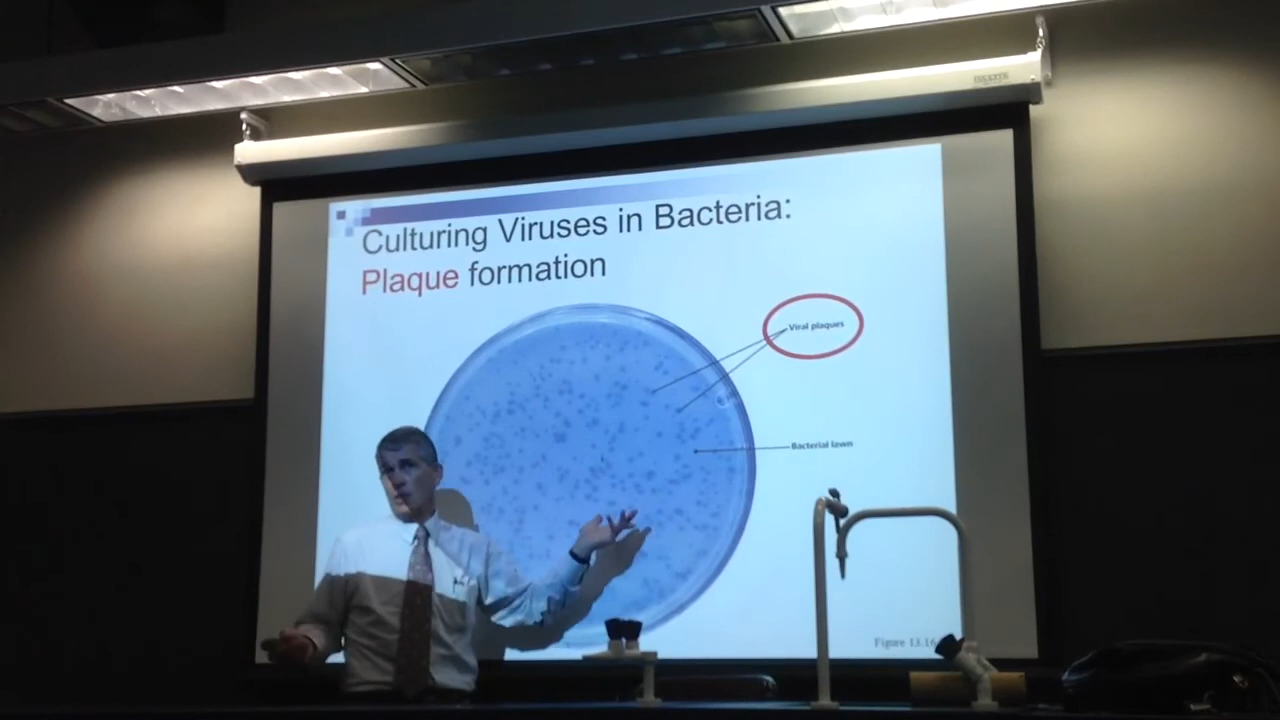 Culturing Viruses in Bacteria:
Plaque formation
Viral plaques
Bacterial lawn
Figure 13.16